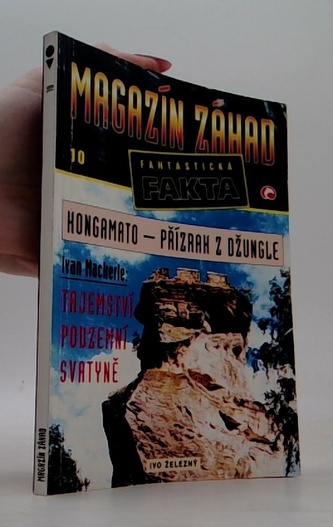 MAGAZÍN ZÁHAD
10
FANTASTICKÁ
FAKTA
KONGAMATO – PŘÍZRAK Z DŽUNGLE
Ivan Mackerle:
TAJEMSTVÍ
PODZEMNÍ
SVATYNĚ
IVO ŽELEZNÝ
MAGAZÍN ZÁHAD